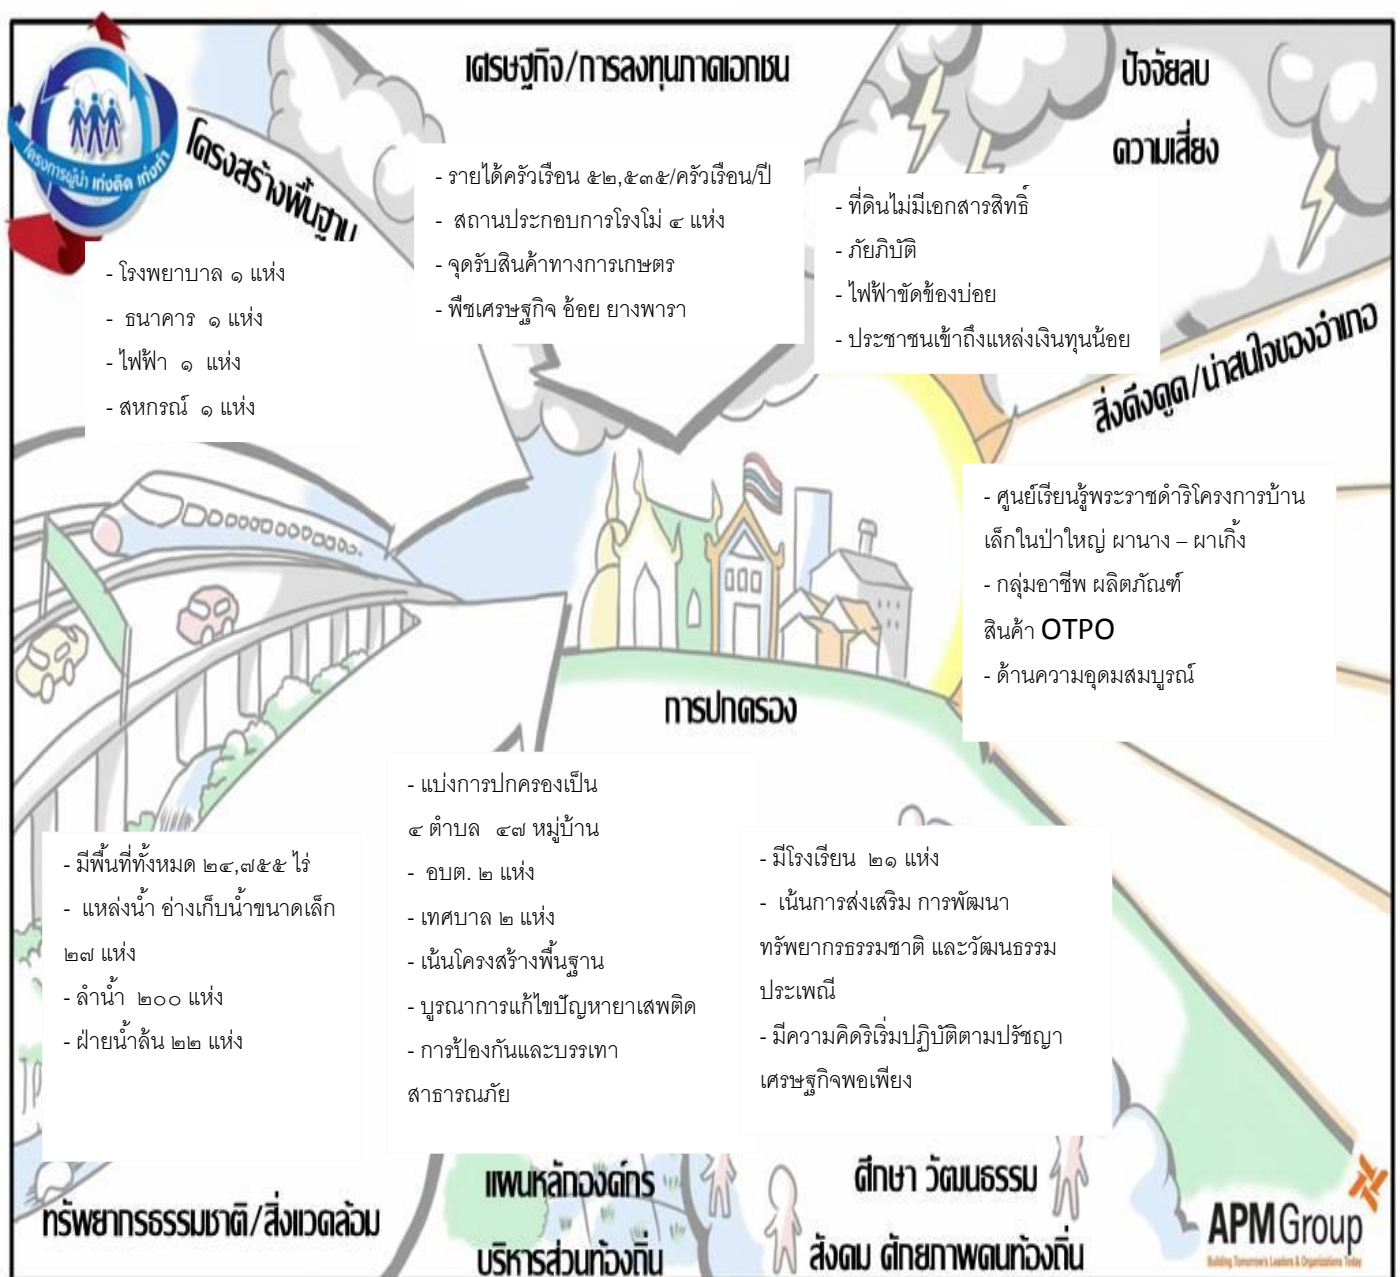 โครงการผู้นำ เก่งคิด เก่งทำ
โครงสร้างพื้นฐาน
- โรงพยาบาล ๑ แห่ง
- ธนาคาร ๑ แห่ง
- ไฟฟ้า ๑ แห่ง
- สหกรณ์ ๑ แห่ง
เศรษฐกิจ/การลงทุนภาคเอกชน
- รายได้ครัวเรือน ๕๒,๕๓๕/ครัวเรือน/ปี
- สถานประกอบการโรงโม่ ๔ แห่ง
- จุดรับสินค้าทางการเกษตร
- พืชเศรษฐกิจ อ้อย ยางพารา
ปัจจัยลบ
ความเสี่ยง
- ที่ดินไม่มีเอกสารสิทธิ์
- ภัยภิบัติ
- ไฟฟ้าขัดข้องบ่อย
- ประชาชนเข้าถึงแหล่งเงินทุนน้อย
สิ่งดึงดูด/น่าสนใจของอำเภอ
- ศูนย์เรียนรู้พระราชดำริโครงการบ้าน
เล็กในป่าใหญ่ ผานาง – ผาเกิ้ง
- กลุ่มอาชีพ ผลิตภัณฑ์
สินค้า OTPO
- ด้านความอุดมสมบูรณ์
การปกครอง
- แบ่งการปกครองเป็น
๔ ตำบล ๔๗ หมู่บ้าน
- อบต. ๒ แห่ง
- เทศบาล ๒ แห่ง
- เน้นโครงสร้างพื้นฐาน
- บูรณาการแก้ไขปัญหายาเสพติด
- การป้องกันและบรรเทา
สาธารณภัย
- มีพื้นที่ทั้งหมด ๒๔,๗๕๕ ไร่
- แหล่งน้ำ อ่างเก็บน้ำขนาดเล็ก
๒๗ แห่ง
- ลำน้ำ ๒๐๐ แห่ง
- ฝ่ายน้ำล้น ๒๒ แห่ง
ทรัพยากรธรรมชาติ/สิ่งแวดล้อม
แผนหลักองค์กร
บริหารส่วนท้องถิ่น
- มีโรงเรียน ๒๑ แห่ง
- เน้นการส่งเสริม การพัฒนา
ทรัพยากรธรรมชาติ และวัฒนธรรม
ประเพณี
- มีความคิดริเริ่มปฏิบัติตามปรัชญา
เศรษฐกิจพอเพียง
ศึกษา วัฒนธรรม
สังคม ศักยภาพคนท้องถิ่น
APM Group
Building Tomorrow's Leaders & Organizations Today